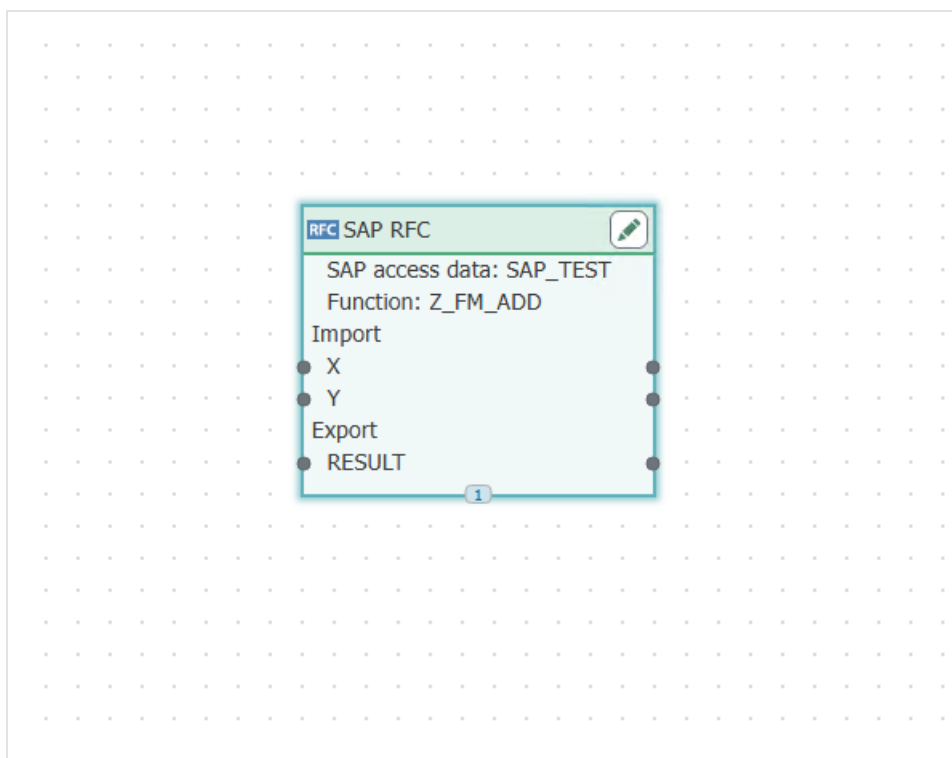 RFC SAP RFC
SAP access data: SAP_TEST
Function: Z_FM_ADD
Import
X
Y
Export
RESULT
1